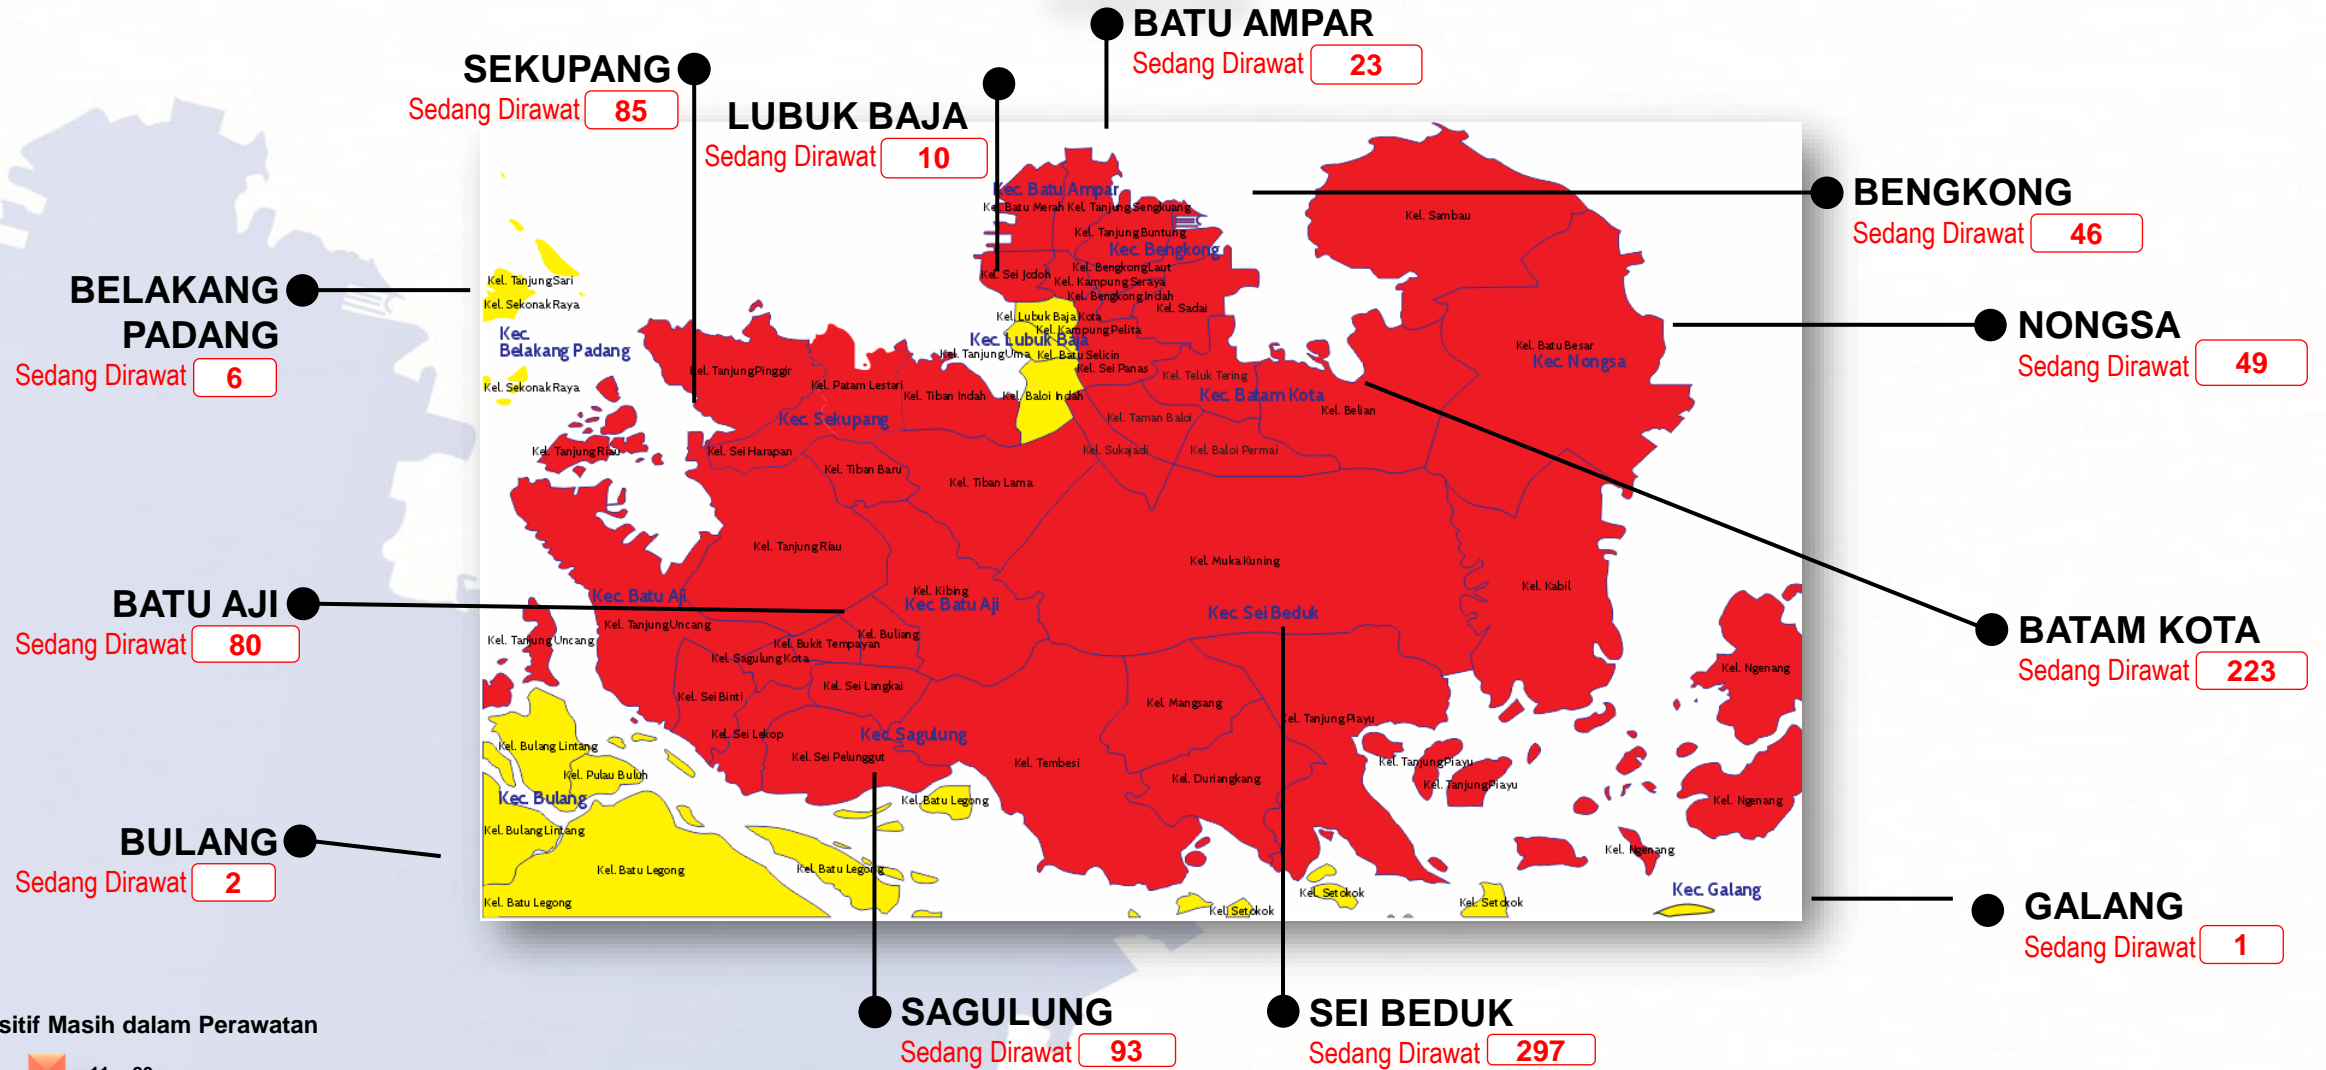 BATU AMPAR
Sedang Dirawat 23
SEKUPANG
Sedang Dirawat 85
LUBUK BAJA
Sedang Dirawat 10
BENGKONG
Sedang Dirawat 46
BELAKANG
PADANG
Sedang Dirawat 6
NONGSA
Sedang Dirawat 49
BATU AJI
Sedang Dirawat 80
BATAM KOTA
Sedang Dirawat 223
BULANG
Sedang Dirawat 2
GALANG
Sedang Dirawat 1
SAGULUNG
Sedang Dirawat 93
SEI BEDUK
Sedang Dirawat 297
Kec. Batu Ampar
Kel. Batu Merah
Kel. Tanjung Sengkuang
Kel. Sambau
Kel. Tanjung Buntung
Kec. Bengkong
Kel. Sei Jodoh
Kel. Bengkong Laut
Kel. Kampung Seraya
Kel. Bengkong Indah
Kel. Sadai
Kel. Tanjung Sari
Kel. Sekonak Raya
Kec.
Belakang Padang
Kel. Sekonak Raya
Kel. Lubuk Baja Kota
Kel. Kampung Pelita
Kec. Lubuk Baja
Kel. Tanjung Uma
Kel. Batu Selicin
Kel. Sei Panas
Kel. Batu Besar
Kec. Nongsa
Kel. Tanjung Pinggir
Kel. Patam Lestari
Kel. Tiban Indah
Kel. Baloi Indah
Kel. Teluk Tering
Kec. Batam Kota
Kel. Belian
Kel. Taman Baloi
Kec. Sekupang
Kel. Tanjung Riau
Kel. Sei Harapan
Kel. Tiban Baru
Kel. Tiban Lama
Kel. Sukajadi
Kel. Baloi Permai
Kel. Tanjung Riau
Kel. Muka Kuning
Kel. Kabil
Kec. Batu Aji
Kel. Kibing
Kec. Batu Aji
Kec. Sei Beduk
Kel. Tanjung Uncang
Kel. Tanjung Uncang
Kel. Buliang
Kel. Bukit Tempayan
Kel. Sagulung Kota
Kel. Sei Langkai
Kel. Sei Binti
Kel. Mangsang
Kel. Tanjung Piayu
Kel. Ngenang
Kel. Sei Lekop
Kec. Sagulung
Kel. Sei Pelunggut
Kel. Tembesi
Kel. Duriangkang
Kel. Tanjung Piayu
Kel. Tanjung Piayu
Kel. Ngenang
Kel. Bulang Lintang
Kel. Pulau Buluh
Kec. Bulang
Kel. Batu Legong
Kel. Bulang Lintang
Kel. Batu Legong
Kel. Batu Legong
Kel. Ngenang
Kel. Batu Legong
Kel. Setokok
Kel. Setokok
Kel. Setokok
Kec. Galang
sitif Masih dalam Perawatan